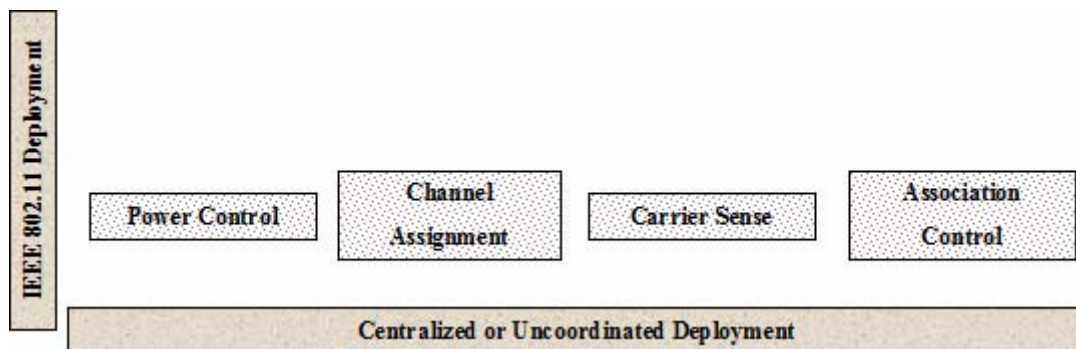 IEEE 802.11 Deployment
Power Control
Channel
Assignment
Carrier Sense
Association
Control
Centralized or Uncoordinated Deployment